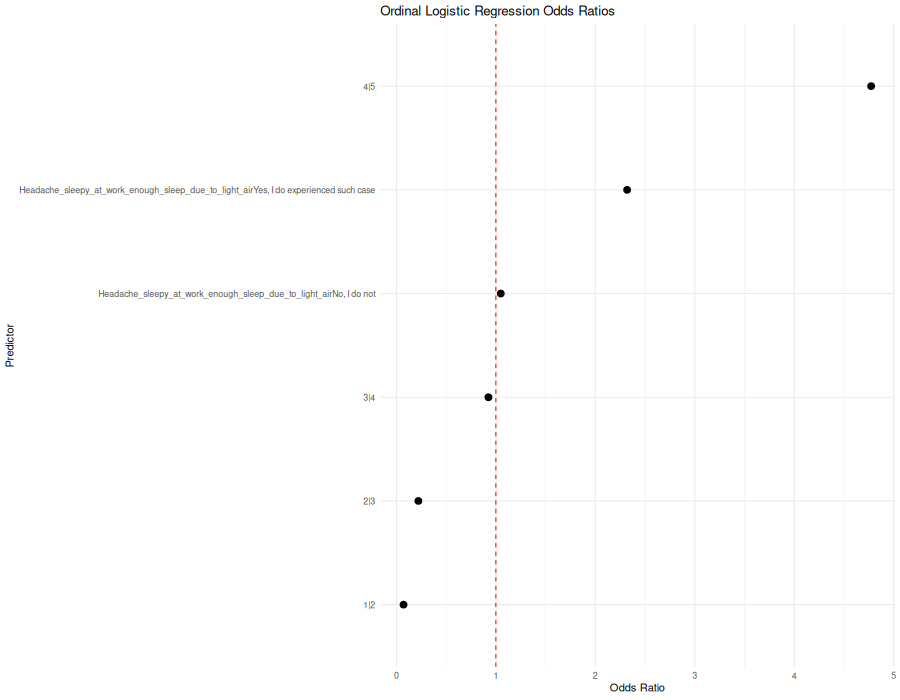 Ordinal Logistic Regression Odds Ratios
4|5
Headache_sleepy_at_work_enough_sleep_due_to_light_airYes, I do experienced such case
Headache_sleepy_at_work_enough_sleep_due_to_light_airNo, I do not
Predictor
3|4
2|3
1|2
0 1 2 3 4 5
Odds Ratio